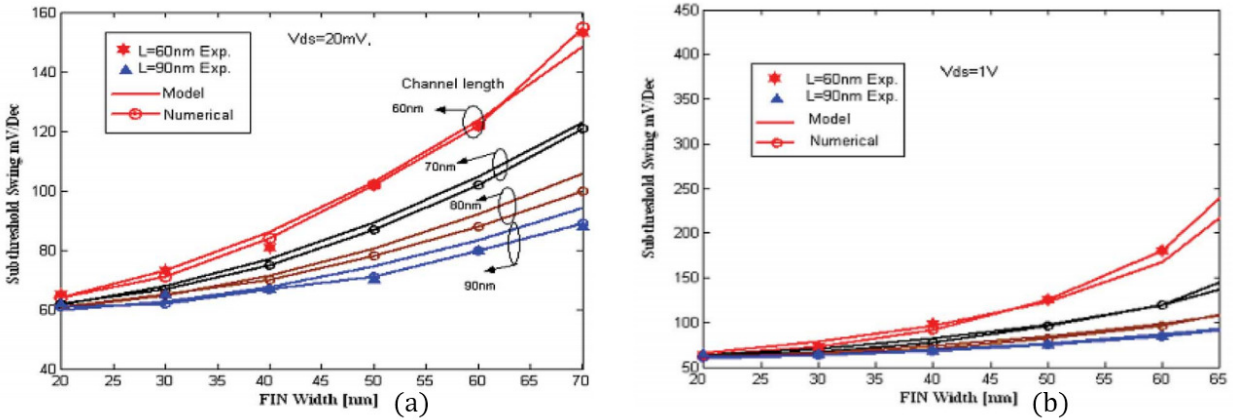 Vds=20mV.
L=60nm Exp.
L=90nm Exp.
Model
Numerical
Channel length
60nm
70nm
80nm
90nm
Subthreshold Swing mV/Dec
160
140
120
100
80
60
40
20 25 30 35 40 45 50 55 60 65 70
FIN Width [nm]
(a)
Vds=1V
L=60nm Exp.
L=90nm Exp.
Model
Numerical
Subthreshold Swing mV/Dec
450
400
350
300
250
200
150
100
50
20 25 30 35 40 45 50 55 60 65
FIN Width [nm]
(b)